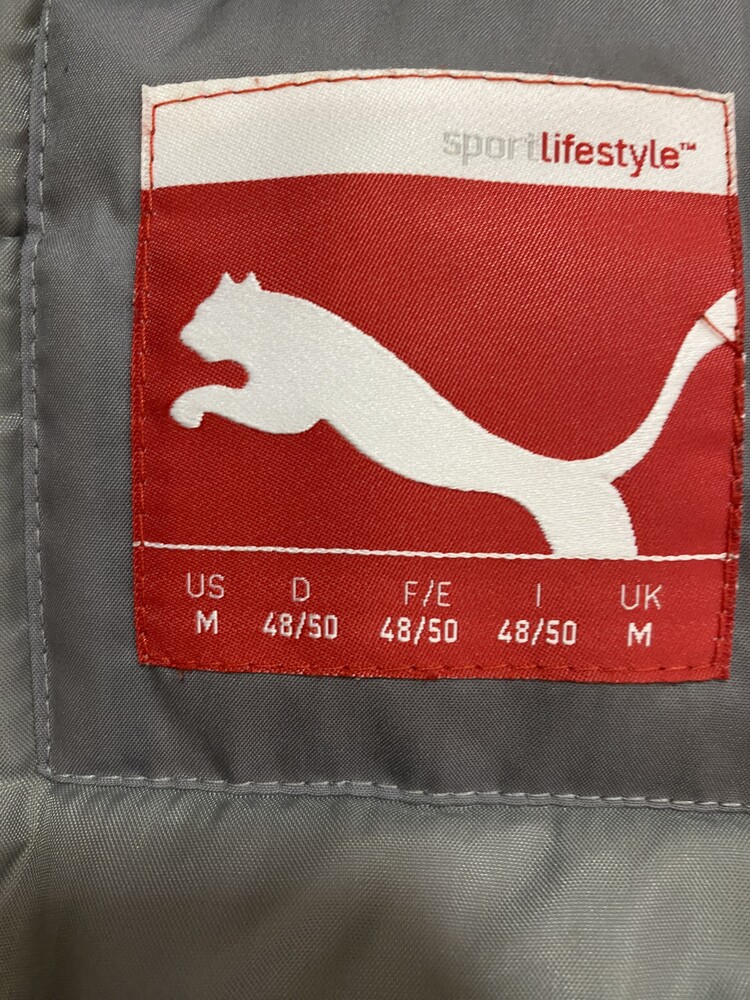 sportlifestyle™
US D F/E I UK
M 48/50 48/50 48/50 M